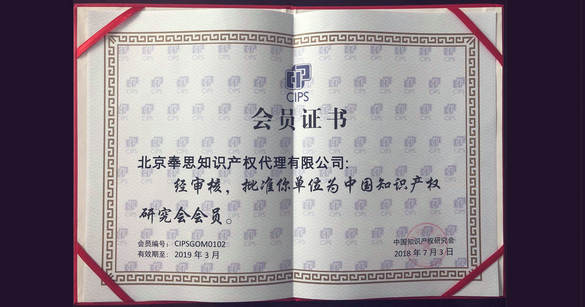 CIPS
会员证书
北京奉思知识产权代理有限公司:
经审核，批准你单位为中国知识产权
研究会会员。
会员编号: CIPSGOM0102
有效期至: 2019 年 3 月
中国知识产权研究会
2018 年 7 月 3 日